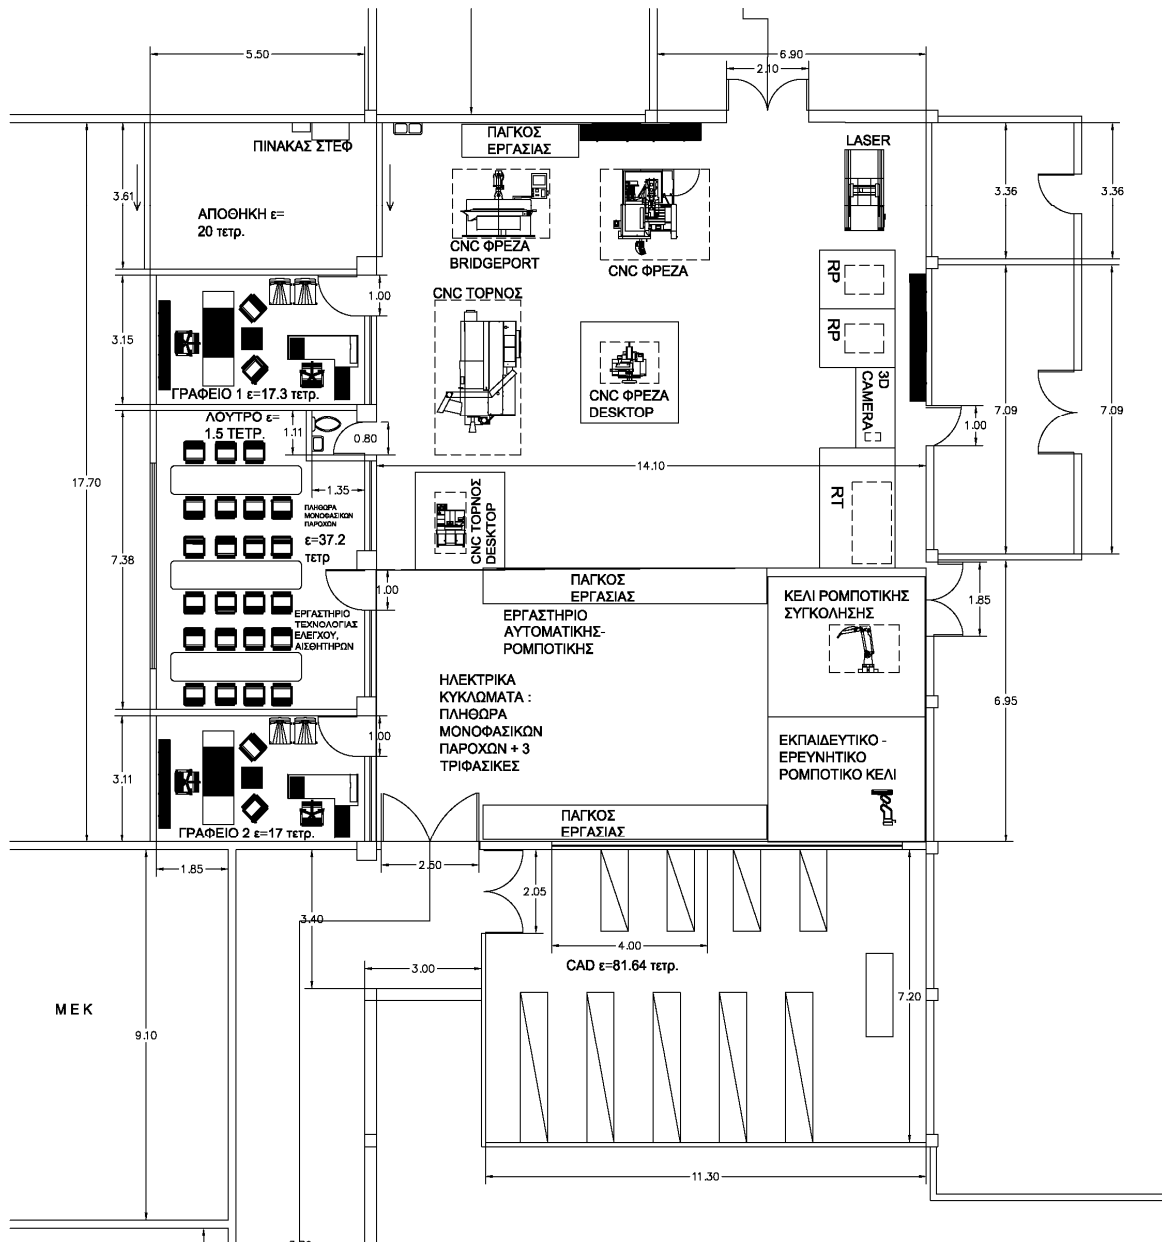 5.50
6.90
2.10
ΠΙΝΑΚΑΣ ΣΤΕΦ
ΠΑΓΚΟΣ
ΕΡΓΑΣΙΑΣ
LASER
3.61
3.36
3.36
ΑΠΟΘΗΚΗ ε=
20 τετρ.
CNC ΦΡΕΖΑ
BRIDGEPORT
CNC ΦΡΕΖΑ
RP
1.00
CNC ΤΟΡΝΟΣ
3.15
RP
ΓΡΑΦΕΙΟ 1 ε=17.3 τετρ.
CNC ΦΡΕΖΑ
DESKTOP
3D
CAMERA
ΛΟΥΤΡΟ ε=
1.5 ΤΕΤΡ.
1.11
0.80
1.00
7.09
7.09
14.10
17.70
1.35
RT
ΠΛΗΘΩΡΑ
ΜΟΝΟΦΑΣΙΚΩΝ
ΠΑΡΟΧΩΝ
ε=37.2
τετρ
CNC ΤΟΡΝΟΣ
DESKTOP
7.38
1.00
ΠΑΓΚΟΣ
ΕΡΓΑΣΙΑΣ
ΚΕΛΙ ΡΟΜΠΟΤΙΚΗΣ
ΣΥΓΚΟΛΗΣΗΣ
1.85
ΕΡΓΑΣΤΗΡΙΟ
ΤΕΧΝΟΛΟΓΙΑΣ
ΕΛΕΓΧΟΥ,
ΑΙΣΘΗΤΗΡΩΝ
ΕΡΓΑΣΤΗΡΙΟ
ΑΥΤΟΜΑΤΙΚΗΣ-
ΡΟΜΠΟΤΙΚΗΣ
ΗΛΕΚΤΡΙΚΑ
ΚΥΚΛΩΜΑΤΑ :
ΠΛΗΘΩΡΑ
ΜΟΝΟΦΑΣΙΚΩΝ
ΠΑΡΟΧΩΝ + 3
ΤΡΙΦΑΣΙΚΕΣ
6.95
1.00
3.11
ΕΚΠΑΙΔΕΥΤΙΚΟ -
ΕΡΕΥΝΗΤΙΚΟ
ΡΟΜΠΟΤΙΚΟ ΚΕΛΙ
ΓΡΑΦΕΙΟ 2 ε=17 τετρ.
ΠΑΓΚΟΣ
ΕΡΓΑΣΙΑΣ
1.85
2.50
2.05
3.40
4.00
CAD ε=81.64 τετρ.
3.00
7.20
ΜΕΚ
9.10
11.30